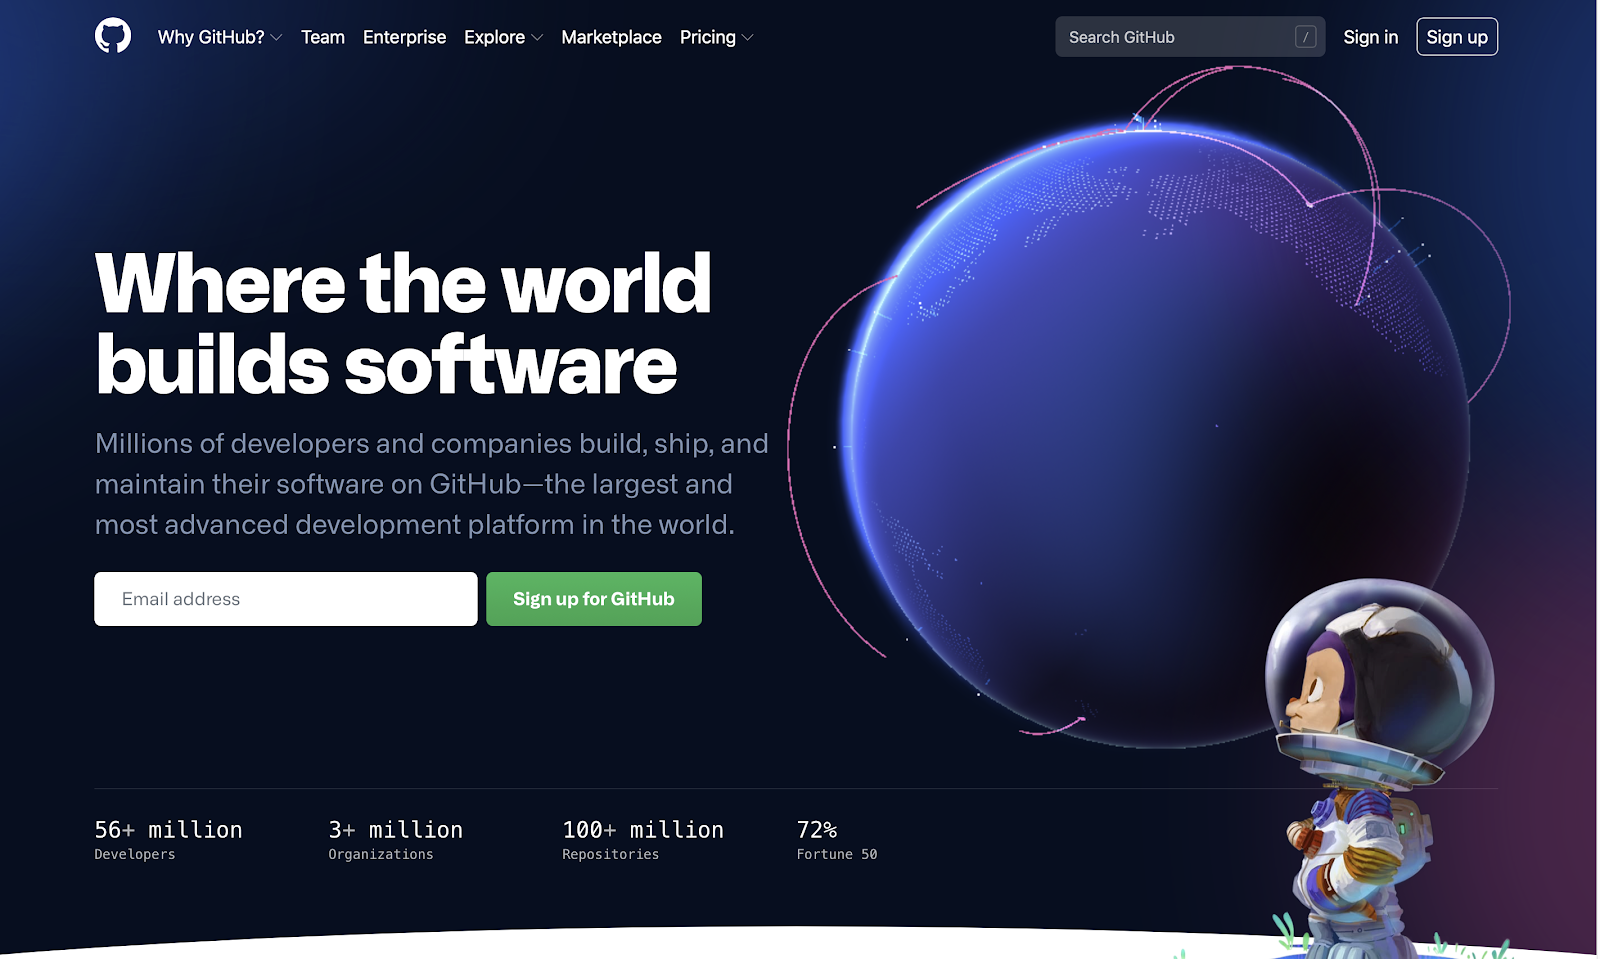 Why GitHub? Team Enterprise Explore Marketplace Pricing Search GitHub / Sign in Sign up
Where the world
builds software
Millions of developers and companies build, ship, and
maintain their software on GitHub—the largest and
most advanced development platform in the world.
Email address Sign up for GitHub
56+ million 3+ million 100+ million 72%
Developers Organizations Repositories Fortune 50